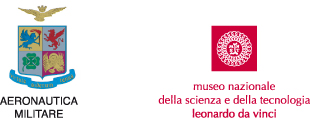 AERONAUTICA
MILITARE
museo nazionale
della scienza e della tecnologia
leonardo da vinci